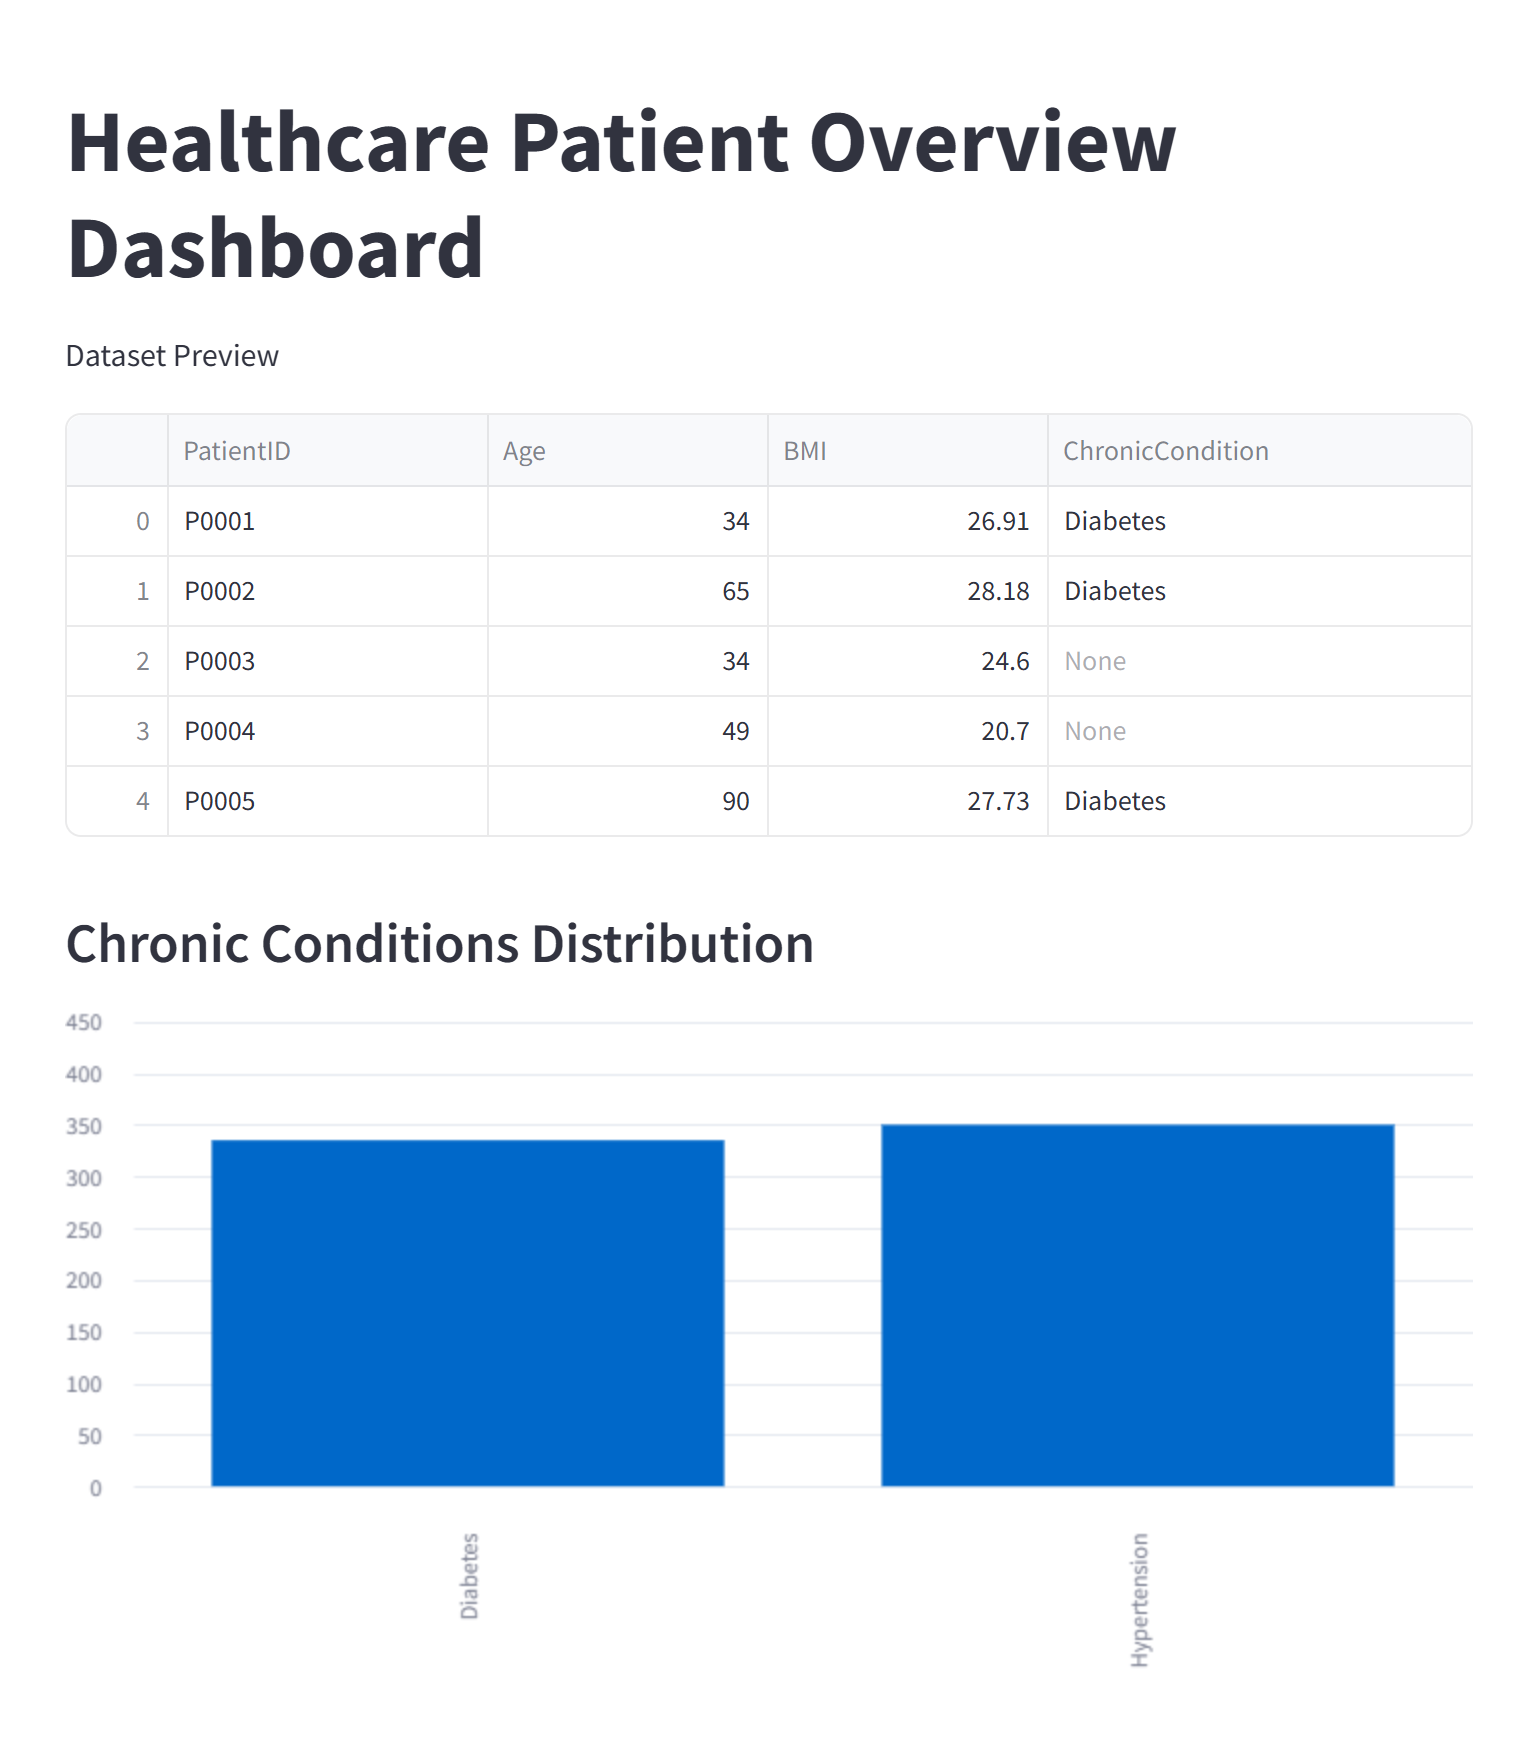 Healthcare Patient Overview
Dashboard
Dataset Preview
PatientID Age BMI ChronicCondition
0 P0001 34 26.91 Diabetes
1 P0002 65 28.18 Diabetes
2 P0003 34 24.6 None
3 P0004 49 20.7 None
4 P0005 90 27.73 Diabetes
Chronic Conditions Distribution
450
400
350
300
250
200
150
100
50
0
Diabetes
Hypertension